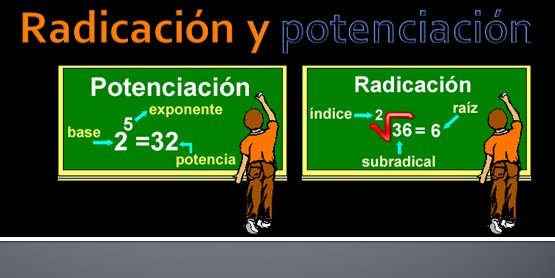 Radicación y potenciación
Potenciación
5
exponente
base
2 =32
potencia
Radicación
índice
2
raíz
√36 = 6
subradical